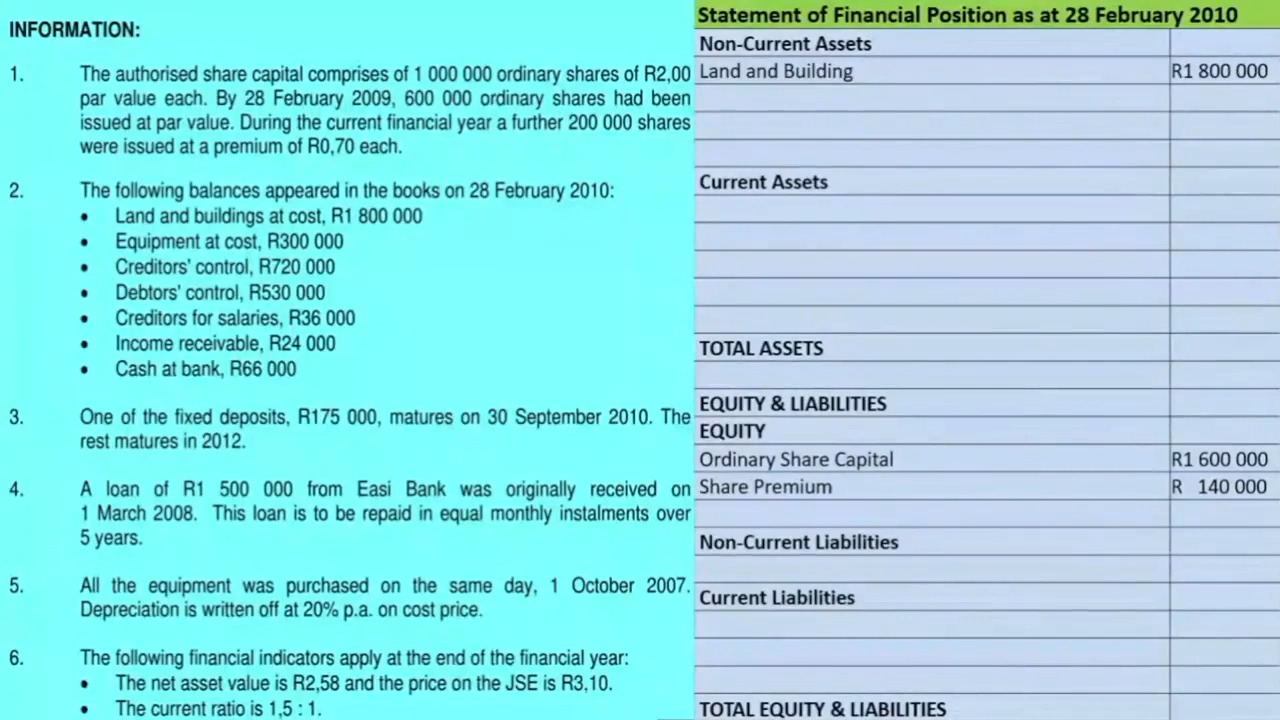 INFORMATION:
1. The authorised share capital comprises of 1 000 000 ordinary shares of R2,00
par value each. By 28 February 2009, 600 000 ordinary shares had been
issued at par value. During the current financial year a further 200 000 shares
were issued at a premium of R0,70 each.
2. The following balances appeared in the books on 28 February 2010:
• Land and buildings at cost, R1 800 000
• Equipment at cost, R300 000
• Creditors' control, R720 000
• Debtors' control, R530 000
• Creditors for salaries, R36 000
• Income receivable, R24 000
• Cash at bank, R66 000
3. One of the fixed deposits, R175 000, matures on 30 September 2010. The
rest matures in 2012.
4. A loan of R1 500 000 from Easi Bank was originally received on
1 March 2008. This loan is to be repaid in equal monthly instalments over
5 years.
5. All the equipment was purchased on the same day, 1 October 2007.
Depreciation is written off at 20% p.a. on cost price.
6. The following financial indicators apply at the end of the financial year:
• The net asset value is R2,58 and the price on the JSE is R3,10.
• The current ratio is 1,5 : 1.
Statement of Financial Position as at 28 February 2010
Non-Current Assets
Land and Building R1 800 000
Current Assets
TOTAL ASSETS
EQUITY & LIABILITIES
EQUITY
Ordinary Share Capital R1 600 000
Share Premium R 140 000
Non-Current Liabilities
Current Liabilities
TOTAL EQUITY & LIABILITIES